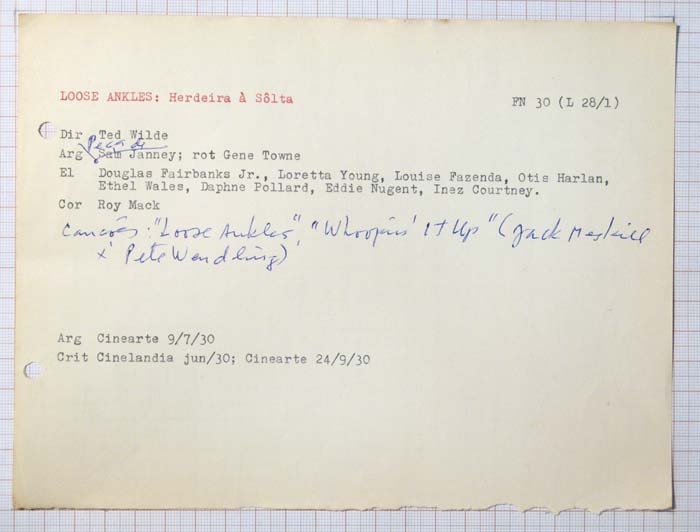 LOOSE ANKLES: Herdeira à Sôlta FN 30 (L 28/1)
Dir Ted Wilde
Peça de
Arg Sam Janney; rot Gene Towne
El Douglas Fairbanks Jr., Loretta Young, Louise Fazenda, Otis Harlan,
Ethel Wales, Daphne Pollard, Eddie Nugent, Inez Courtney.
Cor Roy Mack
Canções: "Loose Ankles", "Whoopin' It Up" (Jack Meskill
x Pete Wendling)
Arg Cinearte 9/7/30
Crit Cinelandia jun/30; Cinearte 24/9/30